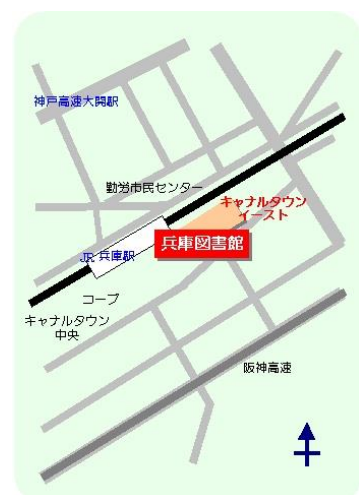 神戸高速大開駅
勤労市民センター
キャナルタウン
イースト
兵庫図書館
JR 兵庫駅
コープ
キャナルタウン
中央
阪神高速